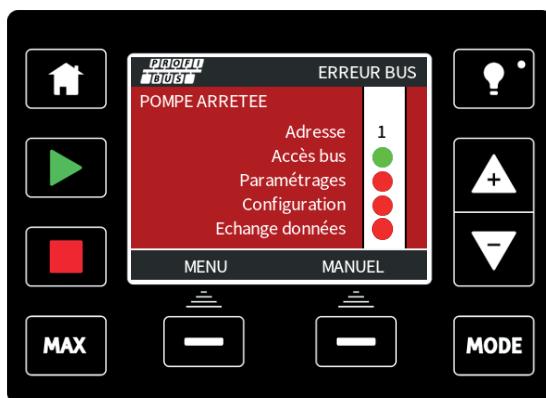 PROFI
BUS
ERREUR BUS
POMPE ARRETEE
Adresse 1
Accès bus
Paramétrages
Configuration
Echange données
MENU MANUEL
MAX
MODE